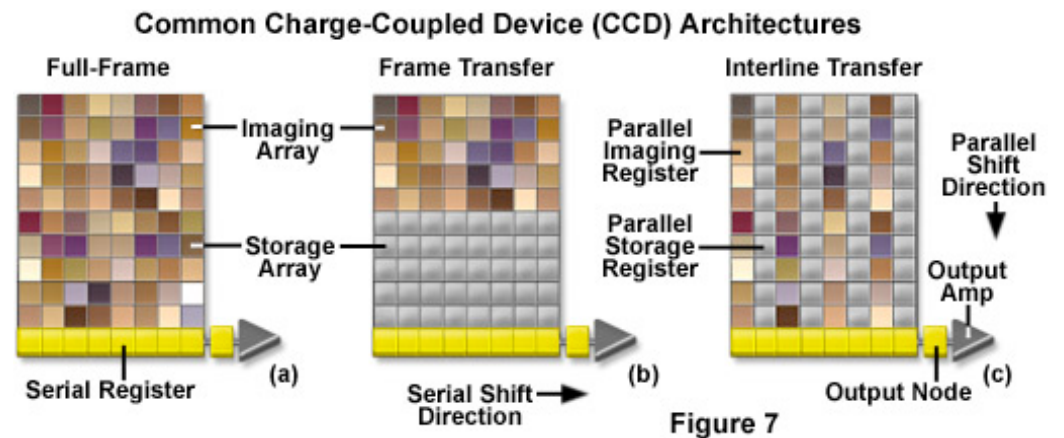 Common Charge-Coupled Device (CCD) Architectures
Full-Frame
Frame Transfer
Interline Transfer
Imaging
Array
Storage
Array
Parallel
Imaging
Register
Parallel
Storage
Register
Parallel
Shift
Direction
Output
Amp
Serial Register
(a)
Serial Shift
Direction
(b)
Output Node
(c)
Figure 7